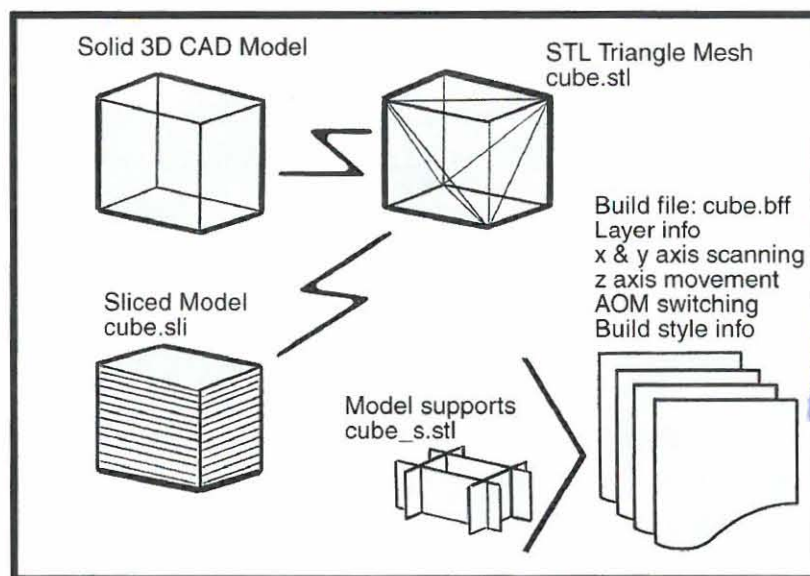 Solid 3D CAD Model
STL Triangle Mesh
cube.stl
Sliced Model
cube.sli
Model supports
cube_s.stl
Build file: cube.bff
Layer info
x & y axis scanning
z axis movement
AOM switching
Build style info